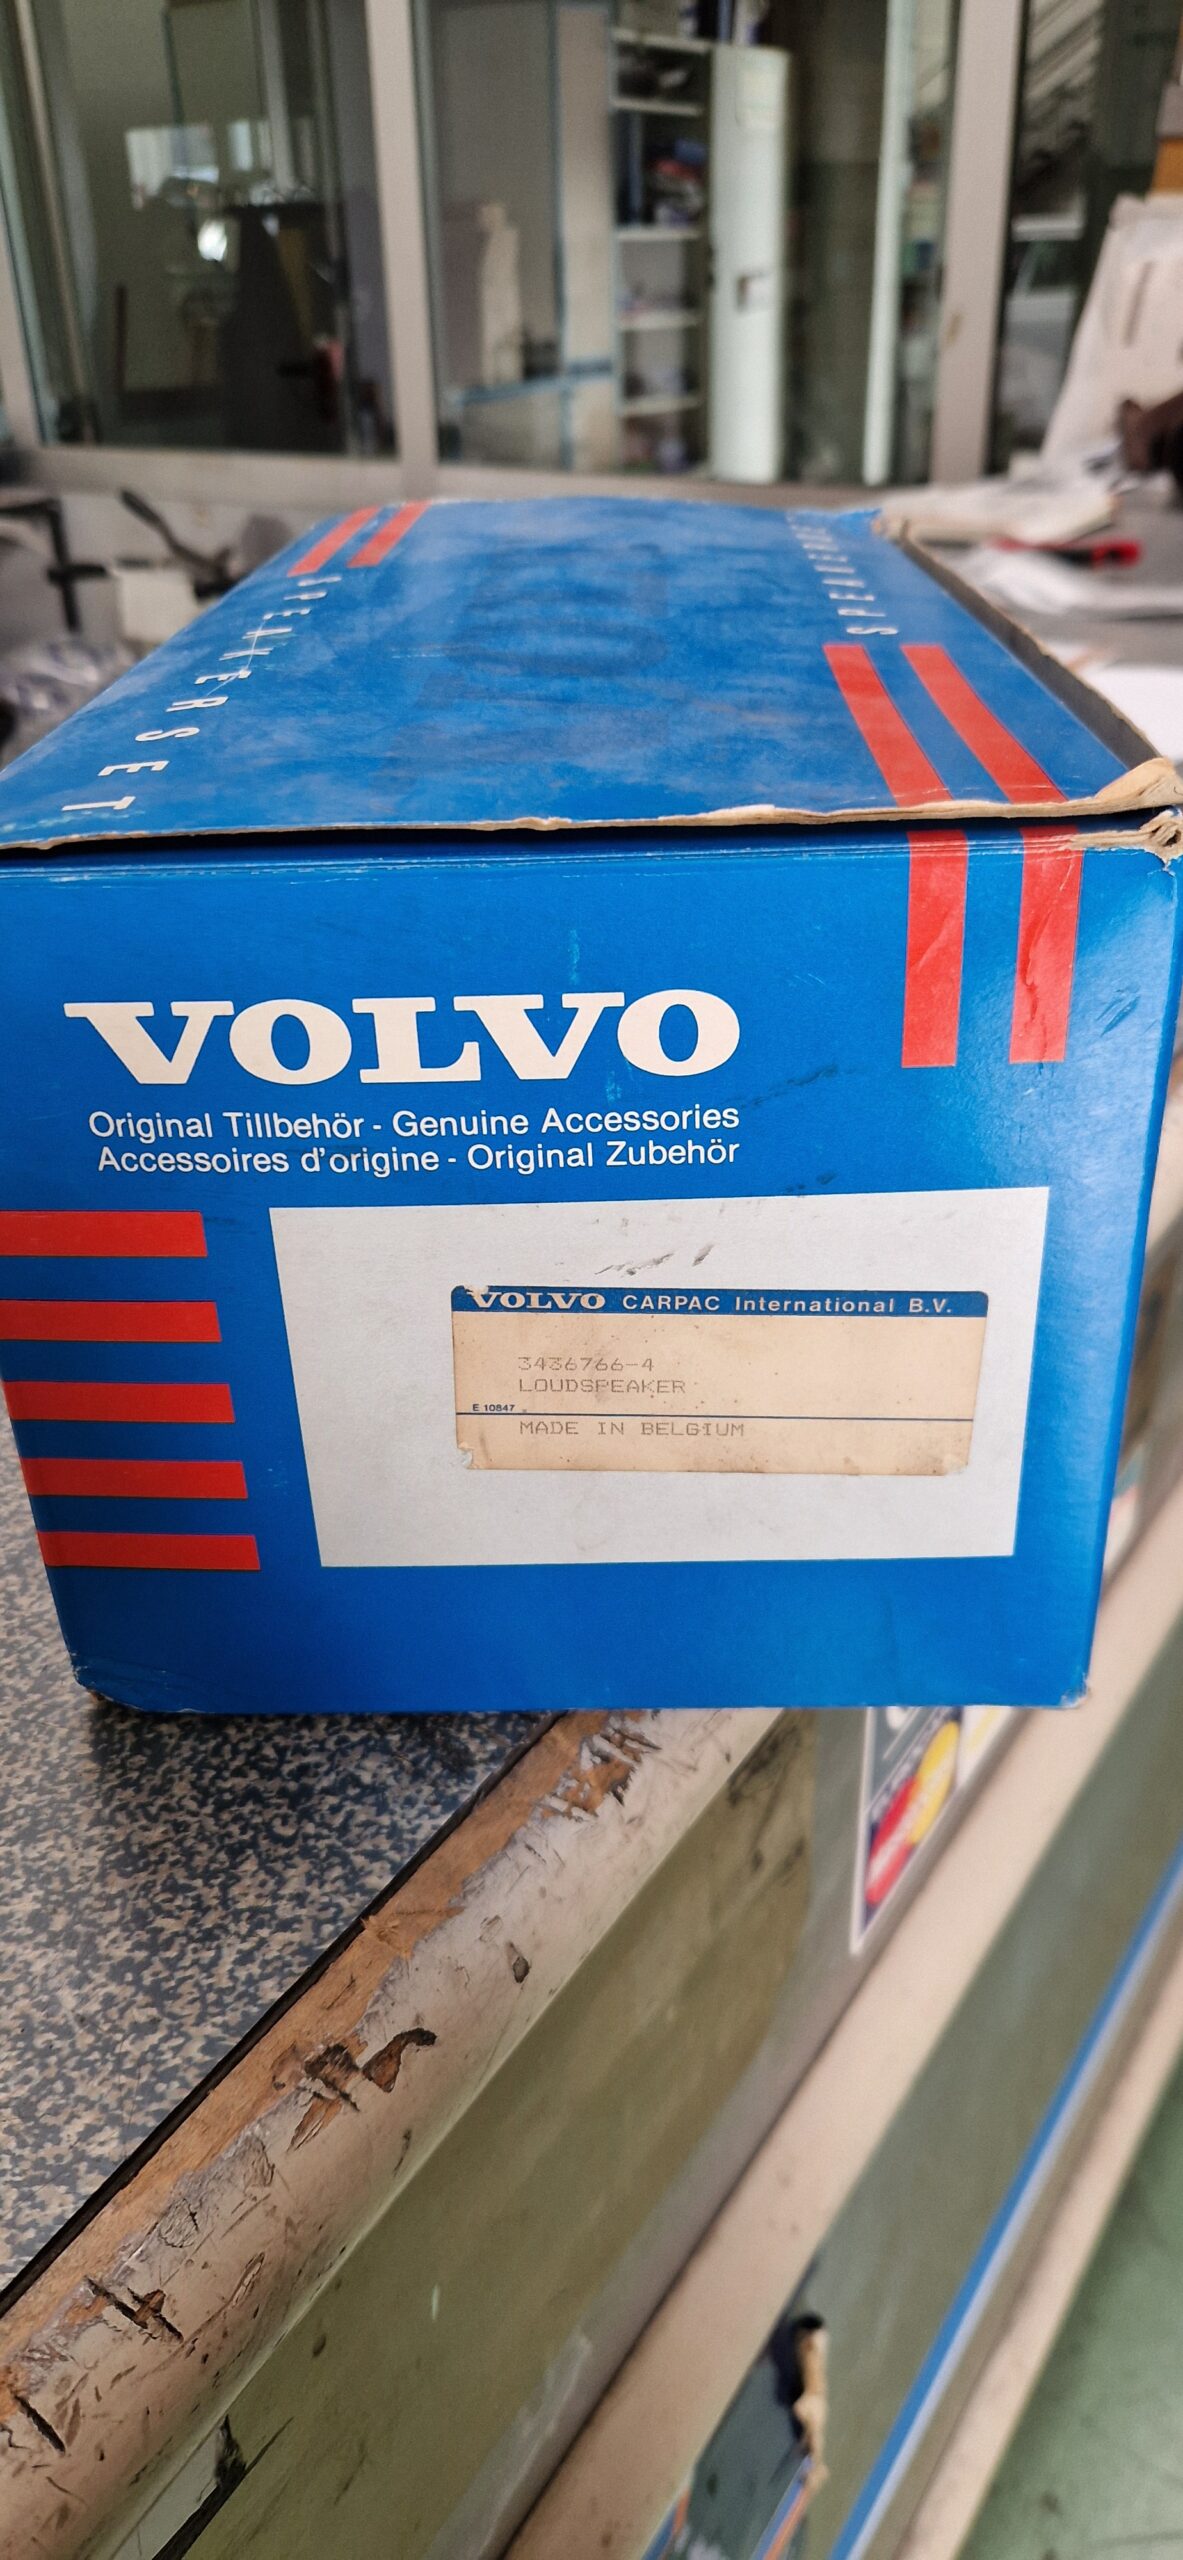 SPEAKERSET
SPEAKERSET
VOLVO
Original Tillbehör - Genuine Accessories
Accessoires d'origine - Original Zubehör
VOLVO CARPAC International B.V.
3436766-4
LOUDSPEAKER
E 10847
MADE IN BELGIUM